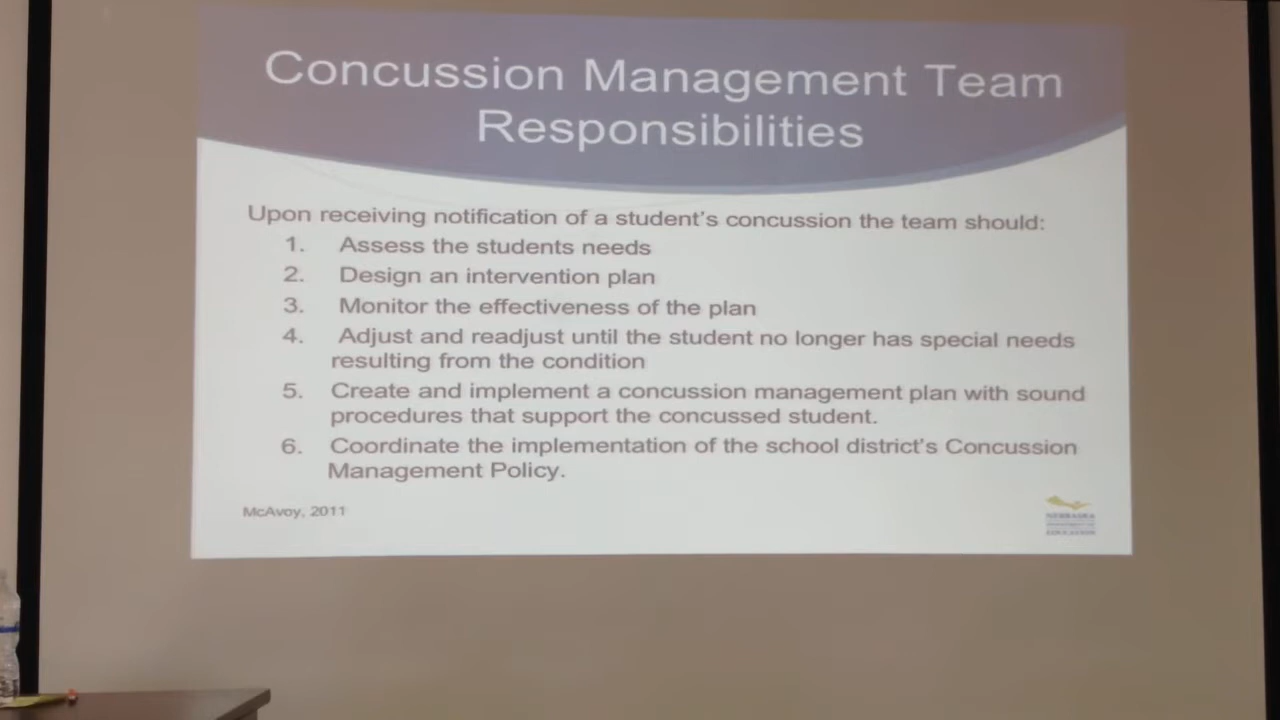 Concussion Management Team
Responsibilities
Upon receiving notification of a student's concussion the team should:
1. Assess the students needs
2. Design an intervention plan
3. Monitor the effectiveness of the plan
4. Adjust and readjust until the student no longer has special needs
resulting from the condition
5. Create and implement a concussion management plan with sound
procedures that support the concussed student.
6. Coordinate the implementation of the school district's Concussion
Management Policy.
McAvoy, 2011